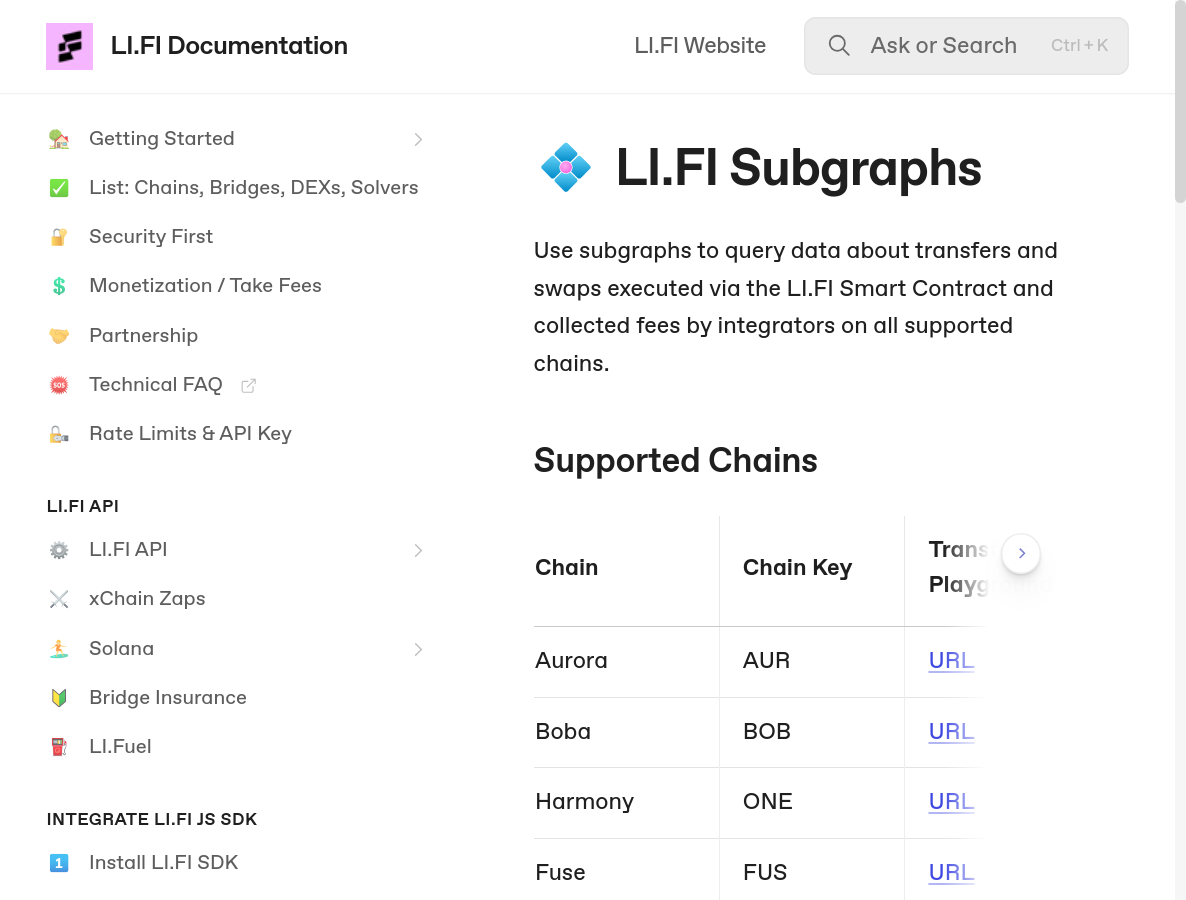 LI.FI Documentation
LI.FI Website
Ask or Search
Ctrl + K
Getting Started
List: Chains, Bridges, DEXs, Solvers
Security First
Monetization / Take Fees
Partnership
Technical FAQ
Rate Limits & API Key
LI.FI API
LI.FI API
xChain Zaps
Solana
Bridge Insurance
LI.Fuel
INTEGRATE LI.FI JS SDK
1 Install LI.FI SDK
LI.FI Subgraphs
Use subgraphs to query data about transfers and
swaps executed via the LI.FI Smart Contract and
collected fees by integrators on all supported
chains.
Supported Chains
Chain Chain Key Trans
Playg
Aurora AUR URL
Boba BOB URL
Harmony ONE URL
Fuse FUS URL